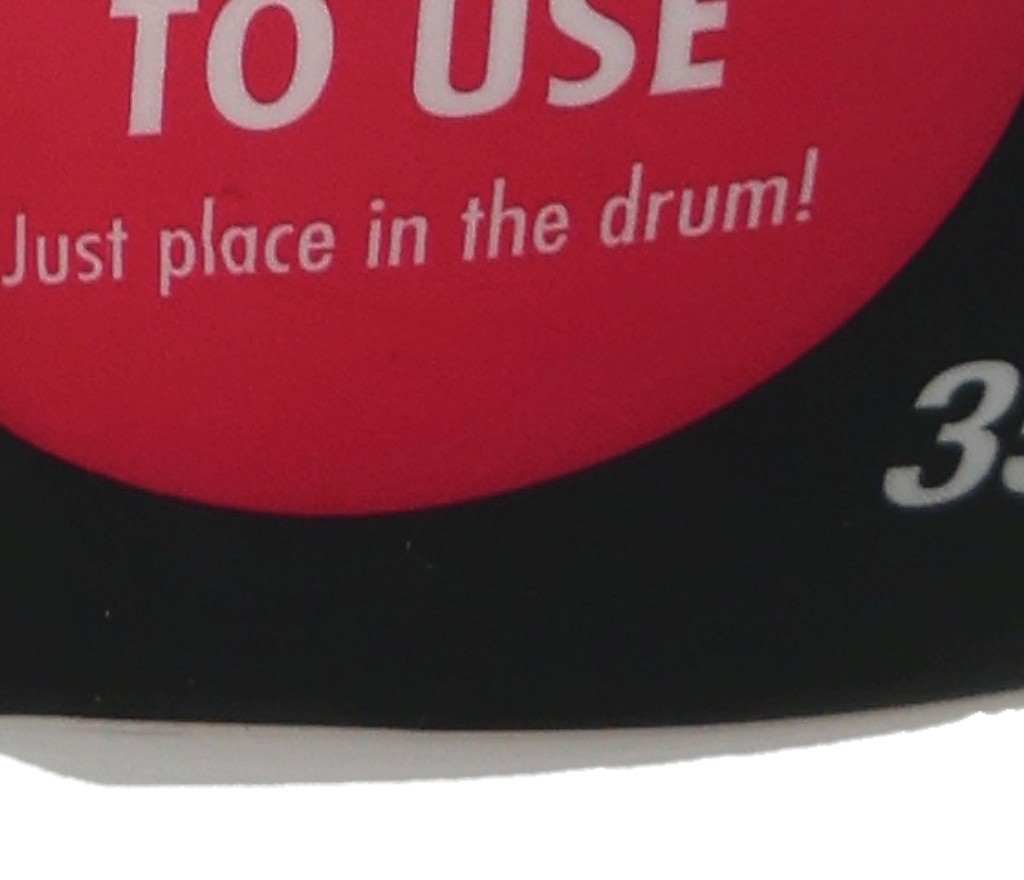 TO USE
Just place in the drum!